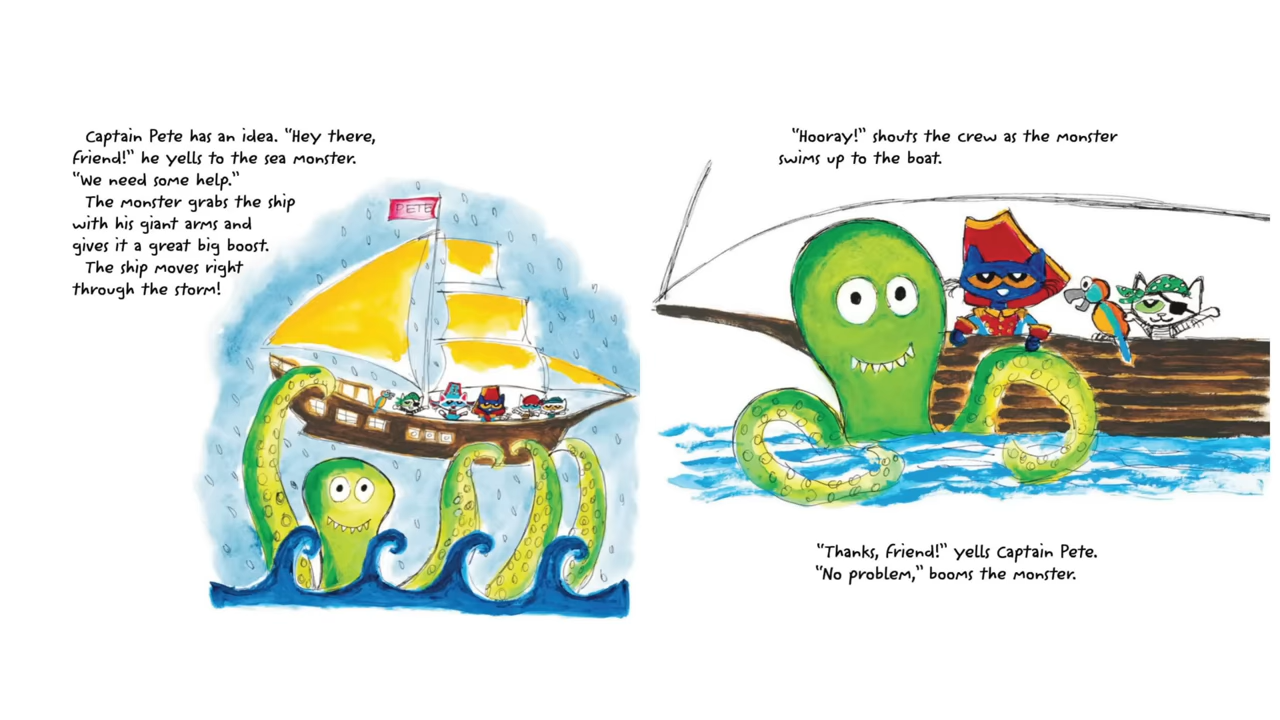 Captain Pete has an idea. "Hey there,
friend!" he yells to the sea monster.
"We need some help."
The monster grabs the ship
with his giant arms and
gives it a great big boost.
The ship moves right
through the storm!
PETE
"Hooray!" shouts the crew as the monster
swims up to the boat.
"Thanks, friend!" yells Captain Pete.
"No problem," booms the monster.